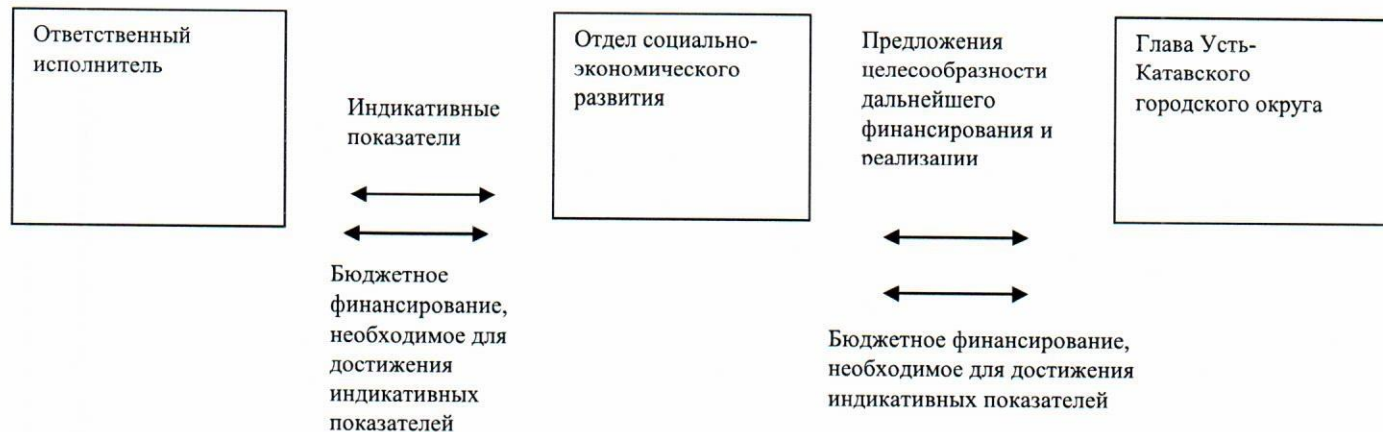 Ответственный
исполнитель
Индикативные
показатели
Бюджетное
финансирование,
необходимое для
достижения
индикативных
показателей
Отдел социально-
экономического
развития
Предложения
целесообразности
дальнейшего
финансирования и
реализации
Бюджетное финансирование,
необходимое для достижения
индикативных показателей
Глава Усть-
Катавского
городского округа